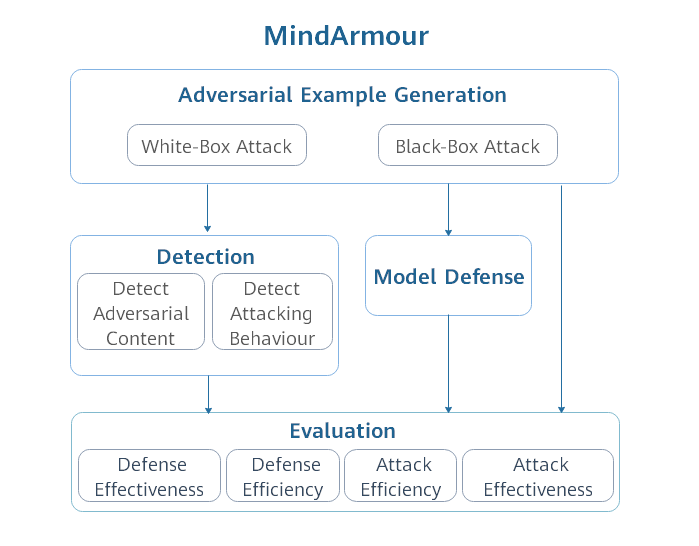 MindArmour
Adversarial Example Generation
White-Box Attack
Black-Box Attack
Detection
Detect
Adversarial
Content
Detect
Attacking
Behaviour
Model Defense
Evaluation
Defense
Effectiveness
Defense
Efficiency
Attack
Efficiency
Attack
Effectiveness